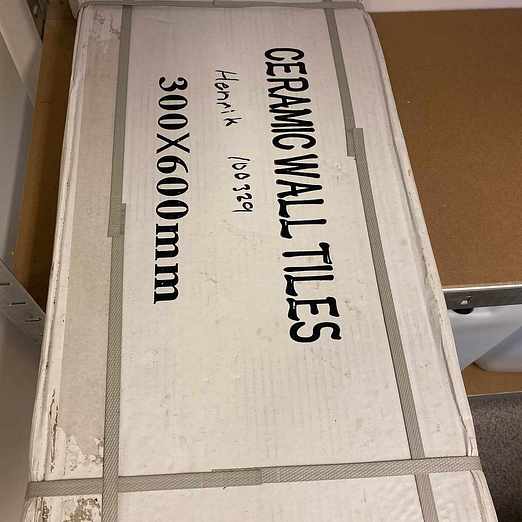 CERAMIC WALL TILES
Henrik 100329
300X600mm